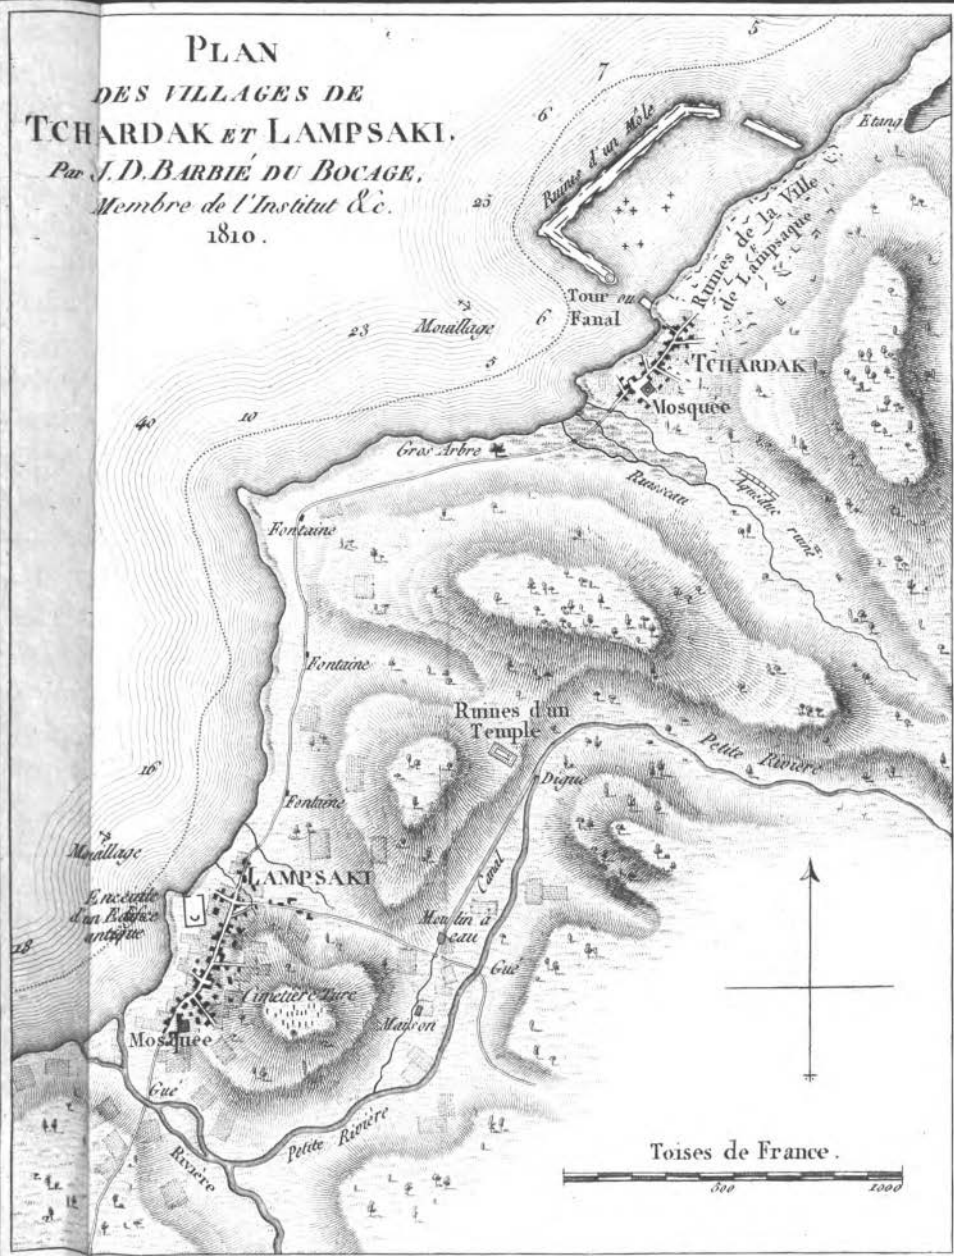 PLAN
DES VILLAGES DE
TCHARDAK ET LAMPSAKI.
Par J. D. BARBIÉ DU BOCAGE,
Membre de l'Institut &c.
1810.
5
7
6
25
Ruines d'un Môle
Etang
Ruines de la Ville
de Lampsaque
Tour ou
Fanal
6
Mouillage
23
5
TCHARDAK
Mosquée
40
10
Gros Arbre
Ruisseau
Aqueduc ruiné
Fontaine
Fontaine
Ruines d'un
Temple
Petite Rivière
Digue
16
Fontaine
Mouillage
LAMPSAKI
Canal
Enceinte
d'un Edifice
antique
18
Moulin à
eau
Gué
Cimetière Turc
Maison
Mosquée
Gué
Petite Rivière
Rivière
Toises de France.
500
1000